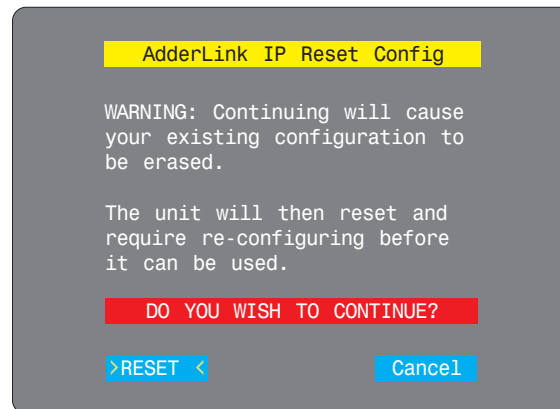 AdderLink IP Reset Config
WARNING: Continuing will cause
your existing configuration to
be erased.
The unit will then reset and
require re-configuring before
it can be used.
DO YOU WISH TO CONTINUE?
>RESET < Cancel